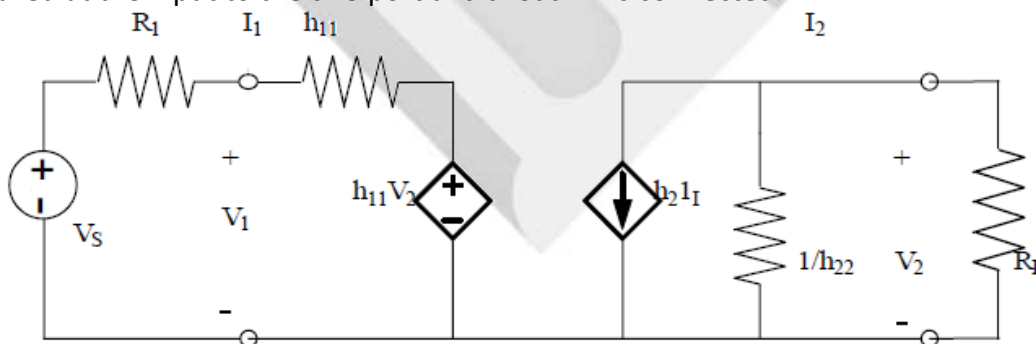 R1 I1 h11 I2
+ +
h11V2 h21I
VS V1 1/h22 V2 Rl
- -